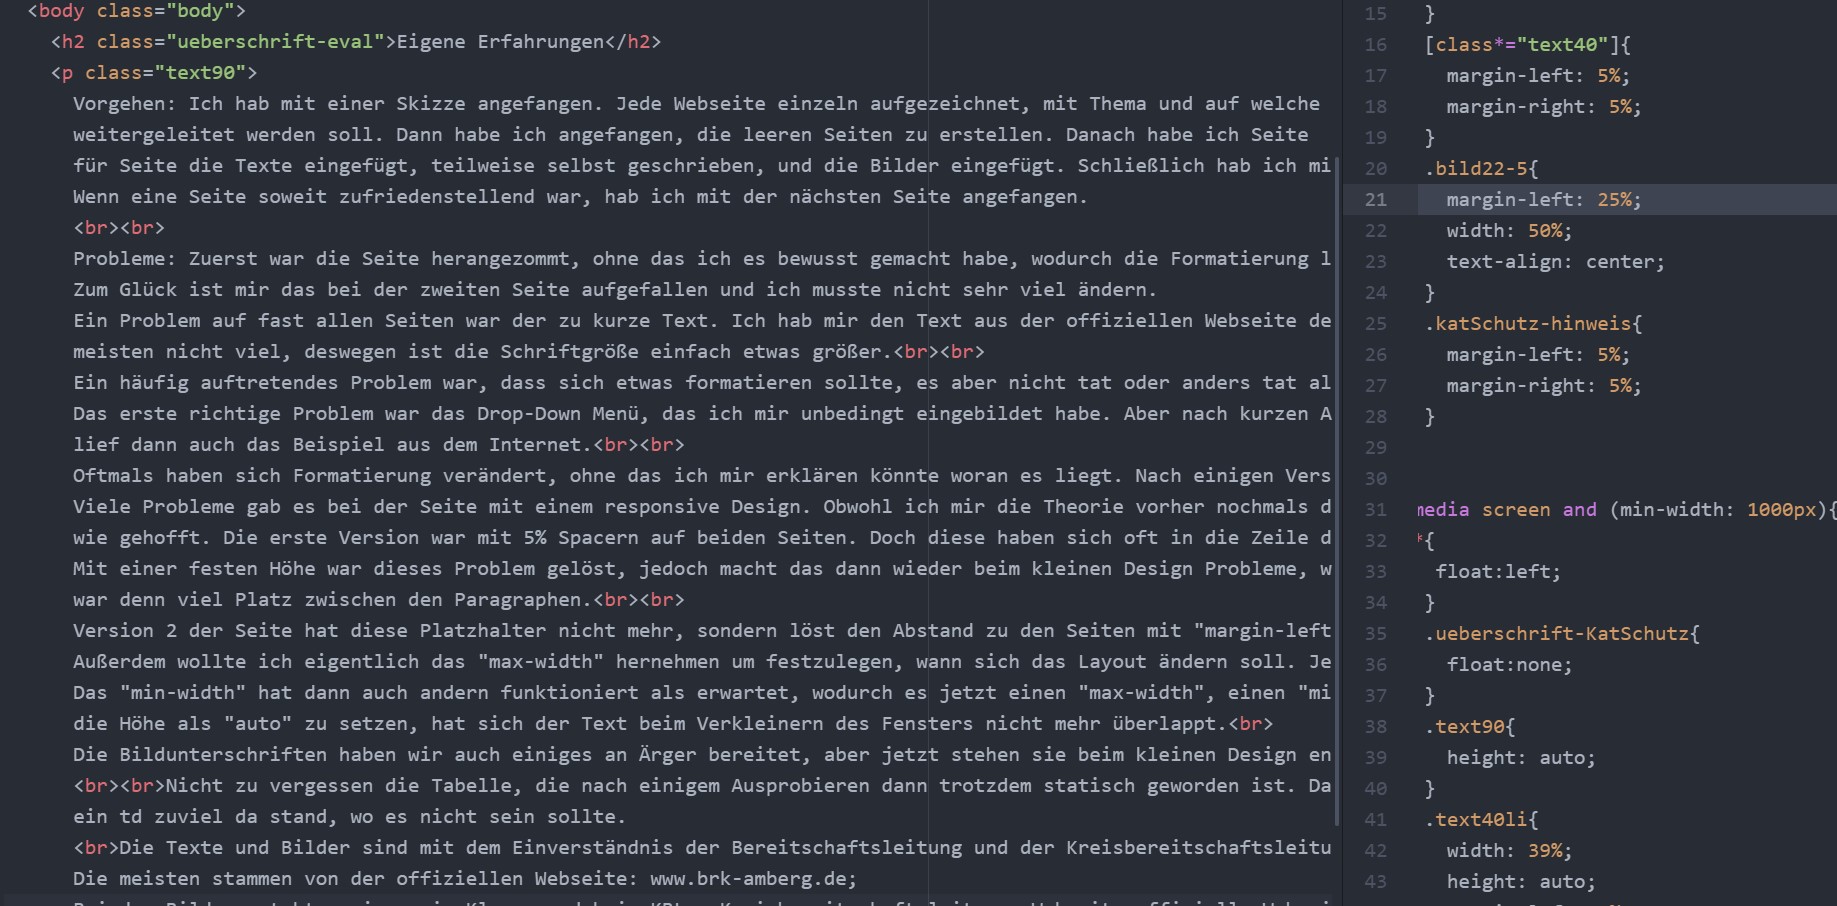 <body class="body">
<h2 class="ueberschrift-eval">Eigene Erfahrungen</h2>
<p class="text90">
Vorgehen: Ich hab mit einer Skizze angefangen. Jede Webseite einzeln aufgezeichnet, mit Thema und auf welche
weitergeleitet werden soll. Dann habe ich angefangen, die leeren Seiten zu erstellen. Danach habe ich Seite
für Seite die Texte eingefügt, teilweise selbst geschrieben, und die Bilder eingefügt. Schließlich hab ich mi
Wenn eine Seite soweit zufriedenstellend war, hab ich mit der nächsten Seite angefangen.
<br><br>
Probleme: Zuerst war die Seite herangezommt, ohne das ich es bewusst gemacht habe, wodurch die Formatierung l
Zum Glück ist mir das bei der zweiten Seite aufgefallen und ich musste nicht sehr viel ändern.
Ein Problem auf fast allen Seiten war der zu kurze Text. Ich hab mir den Text aus der offiziellen Webseite de
meisten nicht viel, deswegen ist die Schriftgröße einfach etwas größer.<br><br>
Ein häufig auftretendes Problem war, dass sich etwas formatieren sollte, es aber nicht tat oder anders tat al
Das erste richtige Problem war das Drop-Down Menü, das ich mir unbedingt eingebildet habe. Aber nach kurzen A
lief dann auch das Beispiel aus dem Internet.<br><br>
Oftmals haben sich Formatierung verändert, ohne das ich mir erklären könnte woran es liegt. Nach einigen Vers
Viele Probleme gab es bei der Seite mit einem responsive Design. Obwohl ich mir die Theorie vorher nochmals d
wie gehofft. Die erste Version war mit 5% Spacern auf beiden Seiten. Doch diese haben sich oft in die Zeile d
Mit einer festen Höhe war dieses Problem gelöst, jedoch macht das dann wieder beim kleinen Design Probleme, w
war denn viel Platz zwischen den Paragraphen.<br><br>
Version 2 der Seite hat diese Platzhalter nicht mehr, sondern löst den Abstand zu den Seiten mit "margin-left
Außerdem wollte ich eigentlich das "max-width" hernehmen um festzulegen, wann sich das Layout ändern soll. Je
Das "min-width" hat dann auch andern funktioniert als erwartet, wodurch es jetzt einen "max-width", einen "mi
die Höhe als "auto" zu setzen, hat sich der Text beim Verkleinern des Fensters nicht mehr überlappt.<br>
Die Bildunterschriften haben wir auch einiges an Ärger bereitet, aber jetzt stehen sie beim kleinen Design en
<br><br>Nicht zu vergessen die Tabelle, die nach einigem Ausprobieren dann trotzdem statisch geworden ist. Da
ein td zuviel da stand, wo es nicht sein sollte.
<br>Die Texte und Bilder sind mit dem Einverständnis der Bereitschaftsleitung und der Kreisbereitschaftsleitu
Die meisten stammen von der offiziellen Webseite: www.brk-amberg.de;
15 }
16 [class*="text40"]{
17 margin-left: 5%;
18 margin-right: 5%;
19 }
20 .bild22-5{
21 margin-left: 25%;
22 width: 50%;
23 text-align: center;
24 }
25 .katSchutz-hinweis{
26 margin-left: 5%;
27 margin-right: 5%;
28 }
29
30
31 media screen and (min-width: 1000px){
32 *{
33 float:left;
34 }
35 .ueberschrift-KatSchutz{
36 float:none;
37 }
38 .text90{
39 height: auto;
40 }
41 .text40li{
42 width: 39%;
43 height: auto;